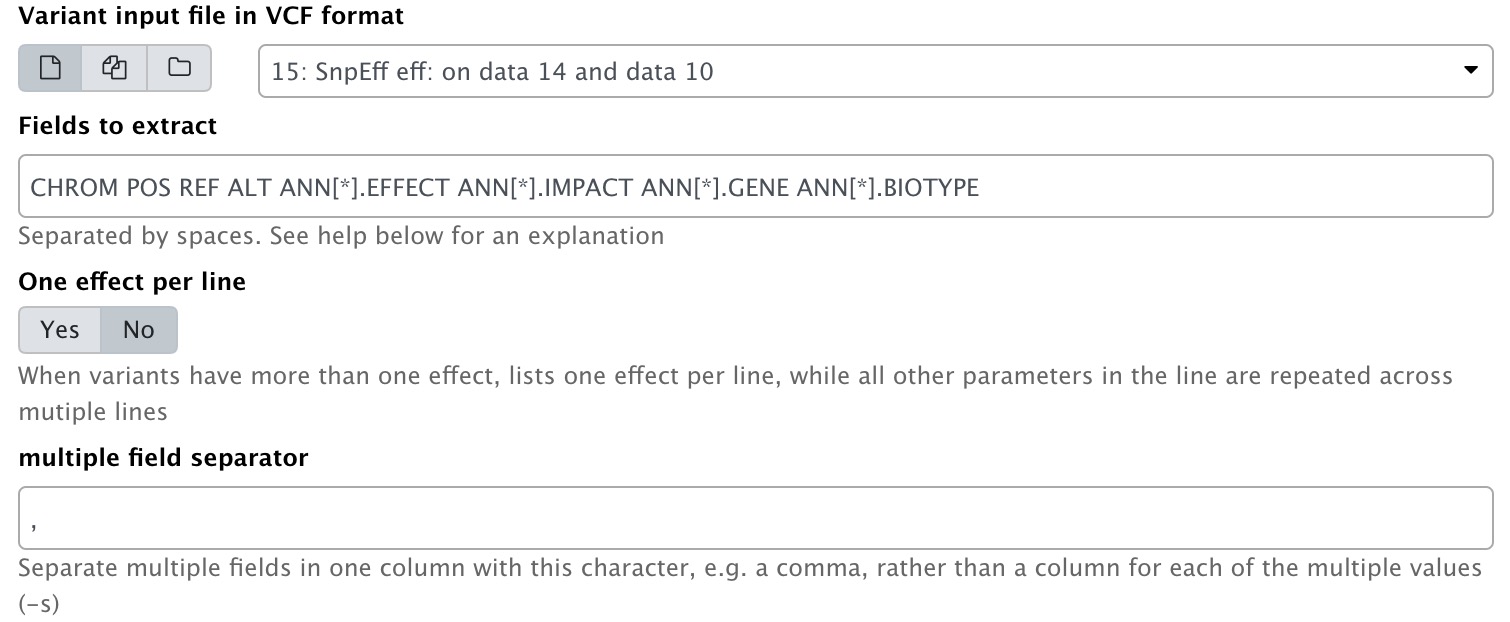 Variant input file in VCF format
15: SnpEff eff: on data 14 and data 10
Fields to extract
CHROM POS REF ALT ANN[*].EFFECT ANN[*].IMPACT ANN[*].GENE ANN[*].BIOTYPE
Separated by spaces. See help below for an explanation
One effect per line
Yes No
When variants have more than one effect, lists one effect per line, while all other parameters in the line are repeated across
mutiple lines
multiple field separator
,
Separate multiple fields in one column with this character, e.g. a comma, rather than a column for each of the multiple values
(-s)